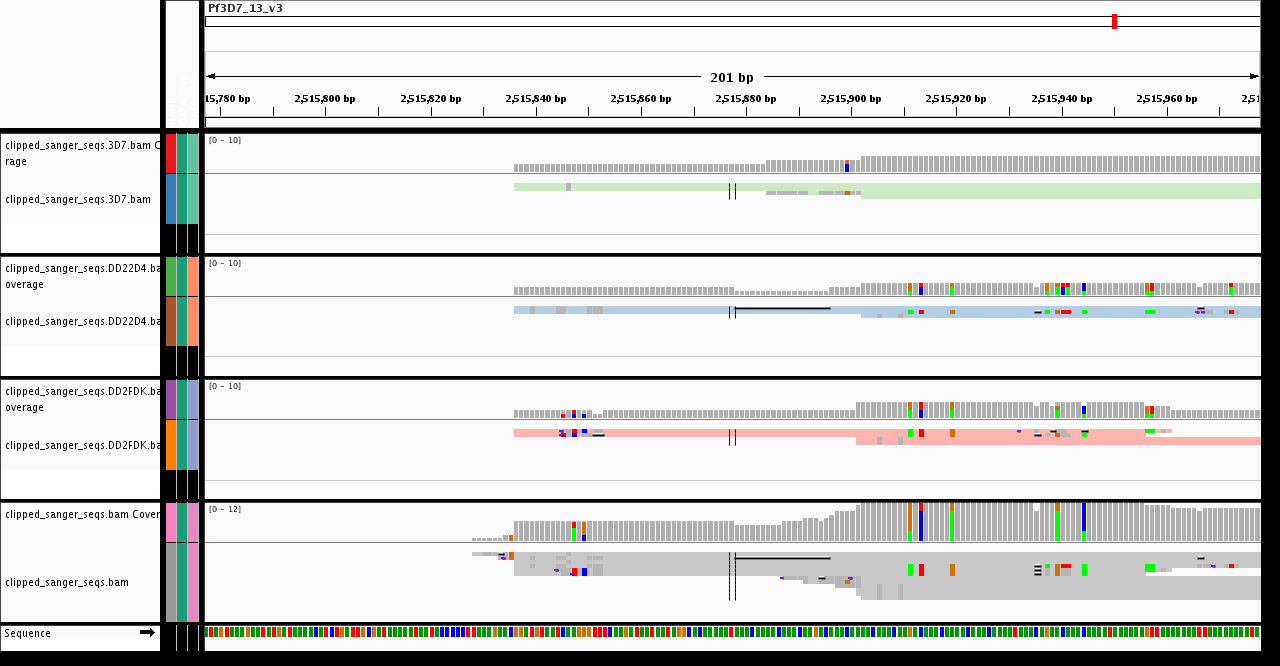 Pf3D7_13_v3
201 bp
15,780 bp 2,515,800 bp 2,515,820 bp 2,515,840 bp 2,515,860 bp 2,515,880 bp 2,515,900 bp 2,515,920 bp 2,515,940 bp 2,515,960 bp 2,51
clipped_sanger_seqs.3D7.bam C
rage
[0 - 10]
clipped_sanger_seqs.3D7.bam
clipped_sanger_seqs.DD22D4.ba
overage
[0 - 10]
clipped_sanger_seqs.DD22D4.ba
clipped_sanger_seqs.DD2FDK.ba
overage
[0 - 10]
clipped_sanger_seqs.DD2FDK.ba
clipped_sanger_seqs.bam Cover
[0 - 12]
clipped_sanger_seqs.bam
Sequence